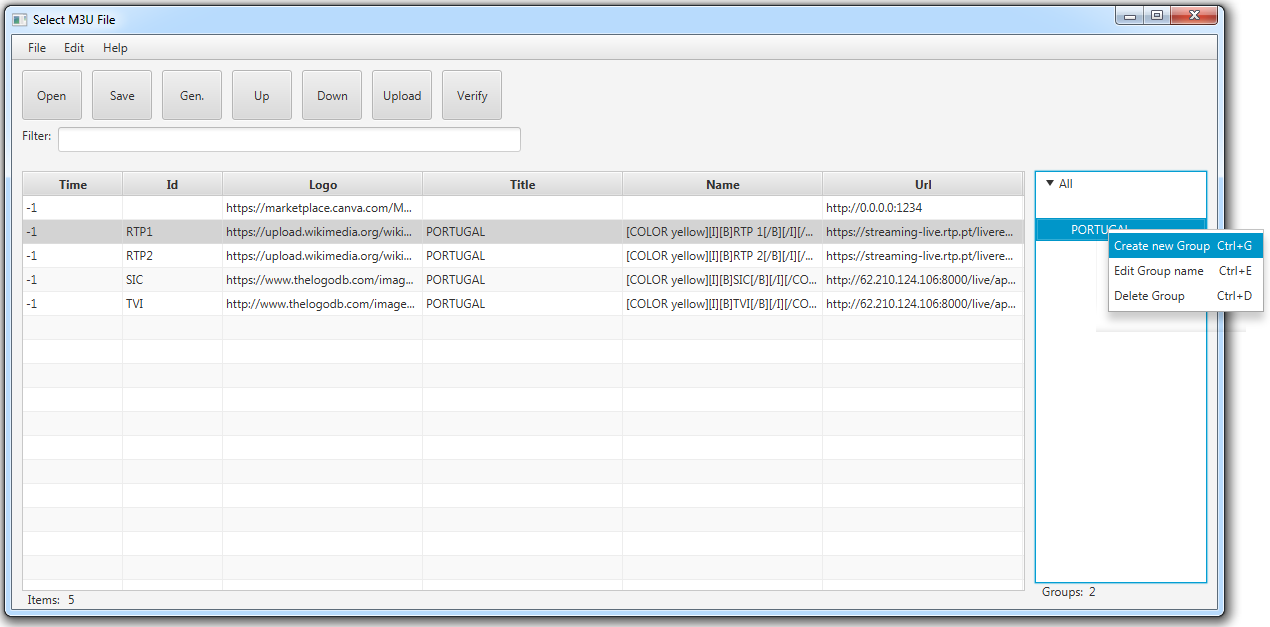 Select M3U File
File Edit Help
Open Save Gen. Up Down Upload Verify
Filter:
Time Id Logo Title Name Url
-1 https://marketplace.canva.com/M... http://0.0.0.0:1234
-1 RTP1 https://upload.wikimedia.org/wiki... PORTUGAL [COLOR yellow][I][B]RTP 1[/B][/I][/... https://streaming-live.rtp.pt/livere...
-1 RTP2 https://upload.wikimedia.org/wiki... PORTUGAL [COLOR yellow][I][B]RTP 2[/B][/I][/... https://streaming-live.rtp.pt/livere...
-1 SIC https://www.thelogodb.com/imag... PORTUGAL [COLOR yellow][I][B]SIC[/B][/I][/CO... http://62.210.124.106:8000/live/ap...
-1 TVI http://www.thelogodb.com/image... PORTUGAL [COLOR yellow][I][B]TVI[/B][/I][/CO... http://62.210.124.106:8000/live/ap...
Items: 5
All
PORTUGAL
Create new Group Ctrl+G
Edit Group name Ctrl+E
Delete Group Ctrl+D
Groups: 2